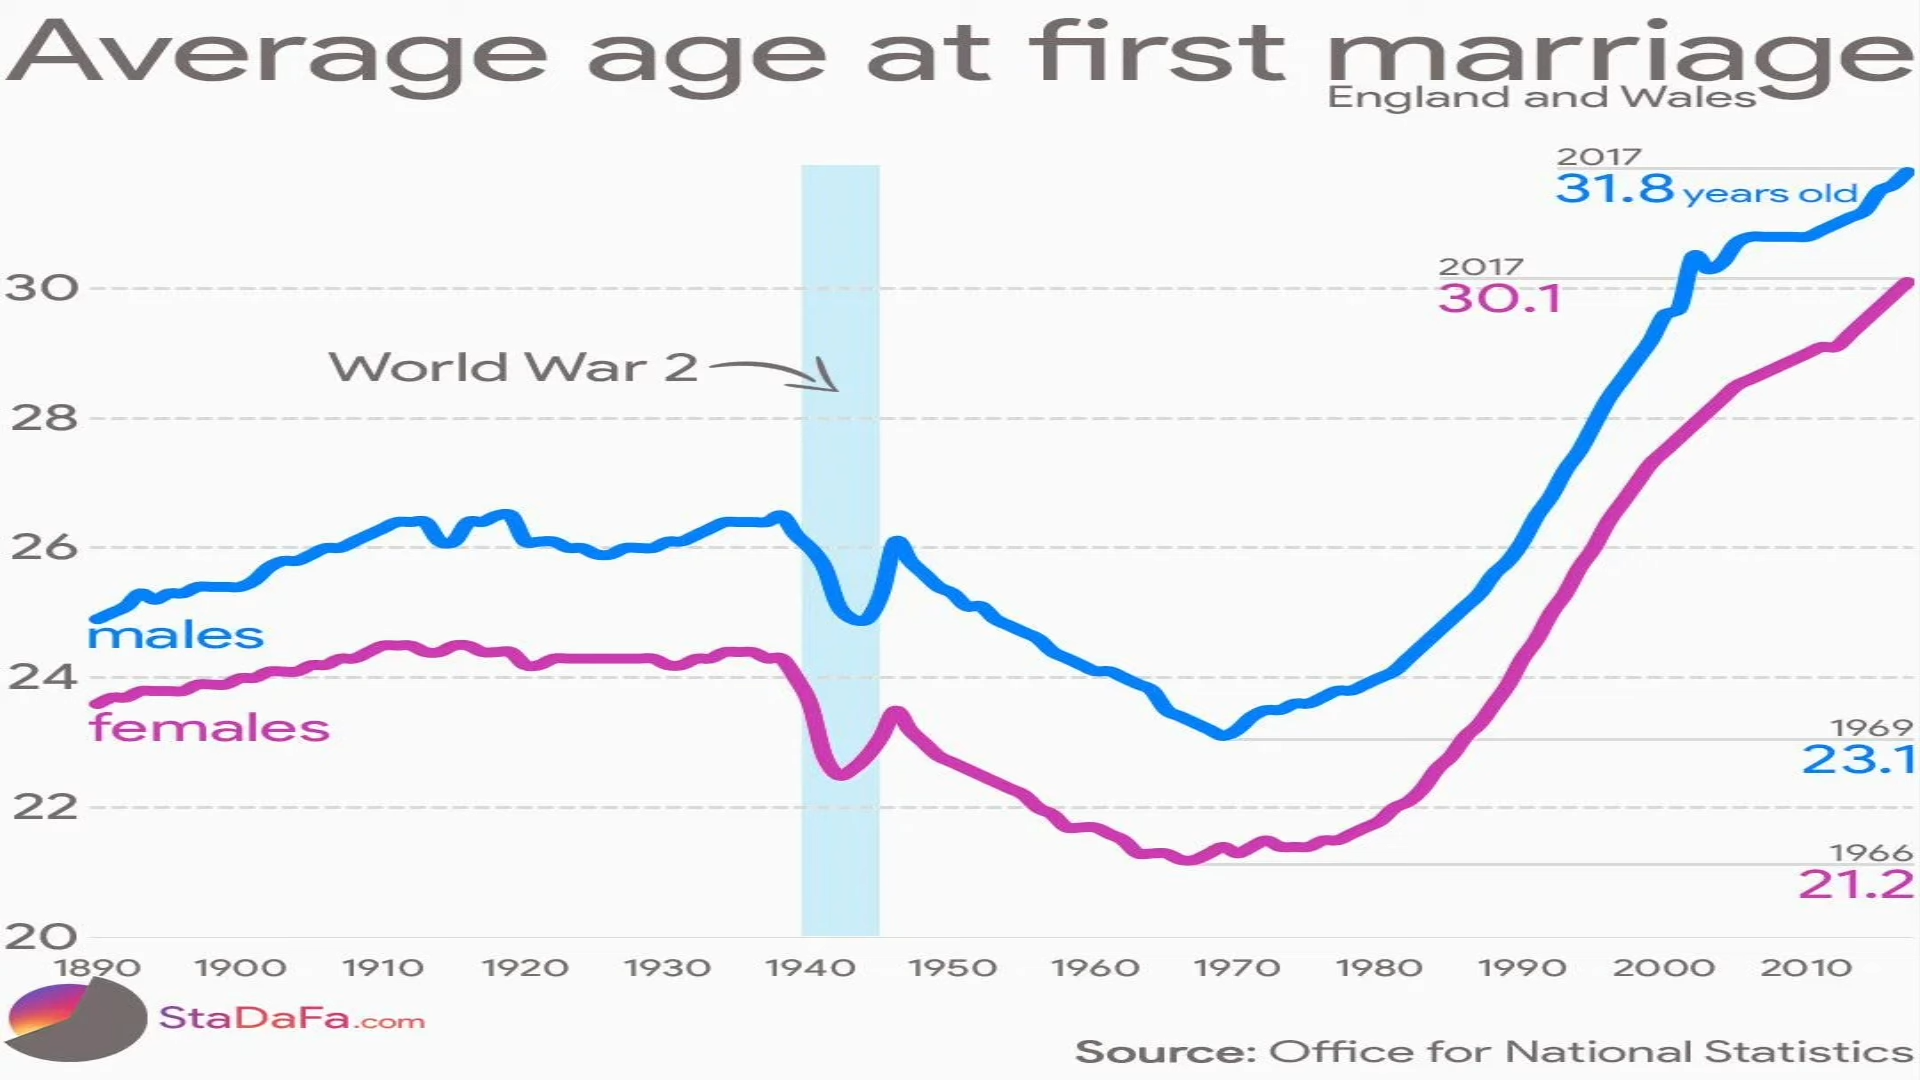 Average age at first marriage
England and Wales
2017
31.8 years old
2017
30.1
30
World War 2
28
26
males
24
females
1969
23.1
22
1966
21.2
20
1890 1900 1910 1920 1930 1940 1950 1960 1970 1980 1990 2000 2010
StaDaFa.com
Source: Office for National Statistics